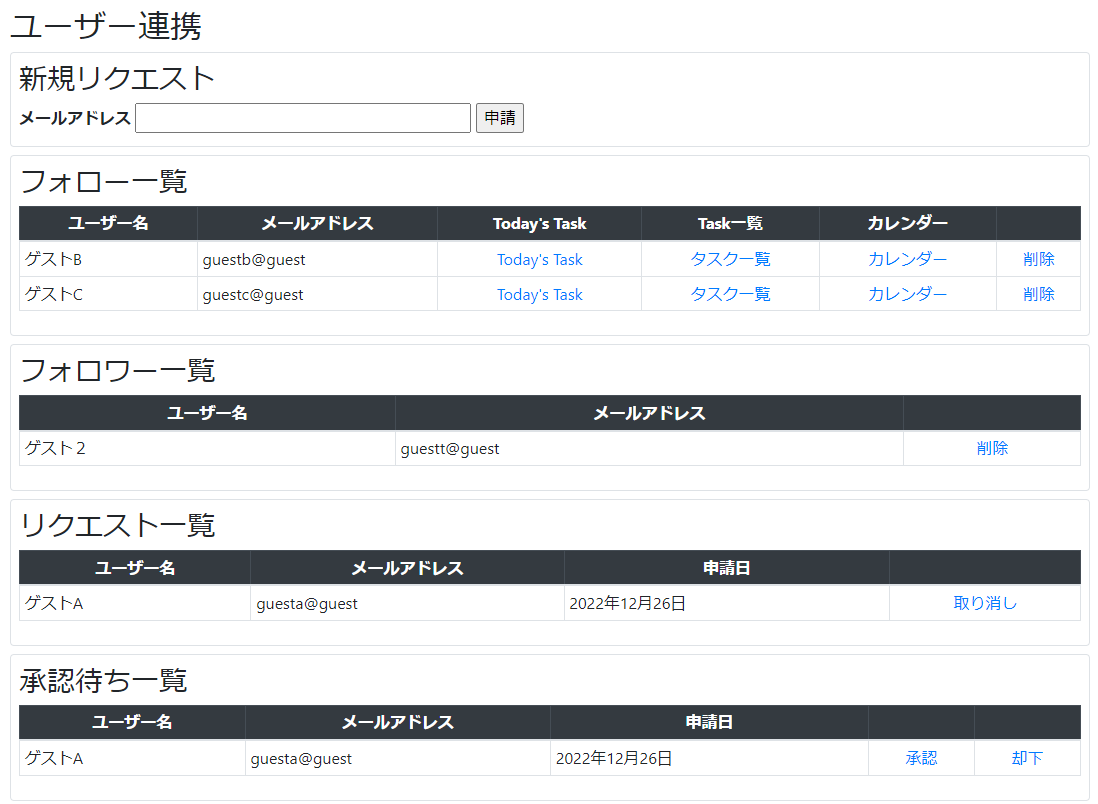 ユーザー連携
新規リクエスト
メールアドレス 申請
フォロー一覧
ユーザー名 メールアドレス Today's Task Task一覧 カレンダー
ゲストB guestb@guest Today's Task タスク一覧 カレンダー 削除
ゲストC guestc@guest Today's Task タスク一覧 カレンダー 削除
フォロワー一覧
ユーザー名 メールアドレス
ゲスト２ guestt@guest 削除
リクエスト一覧
ユーザー名 メールアドレス 申請日
ゲストA guesta@guest 2022年12月26日 取り消し
承認待ち一覧
ユーザー名 メールアドレス 申請日
ゲストA guesta@guest 2022年12月26日 承認 却下